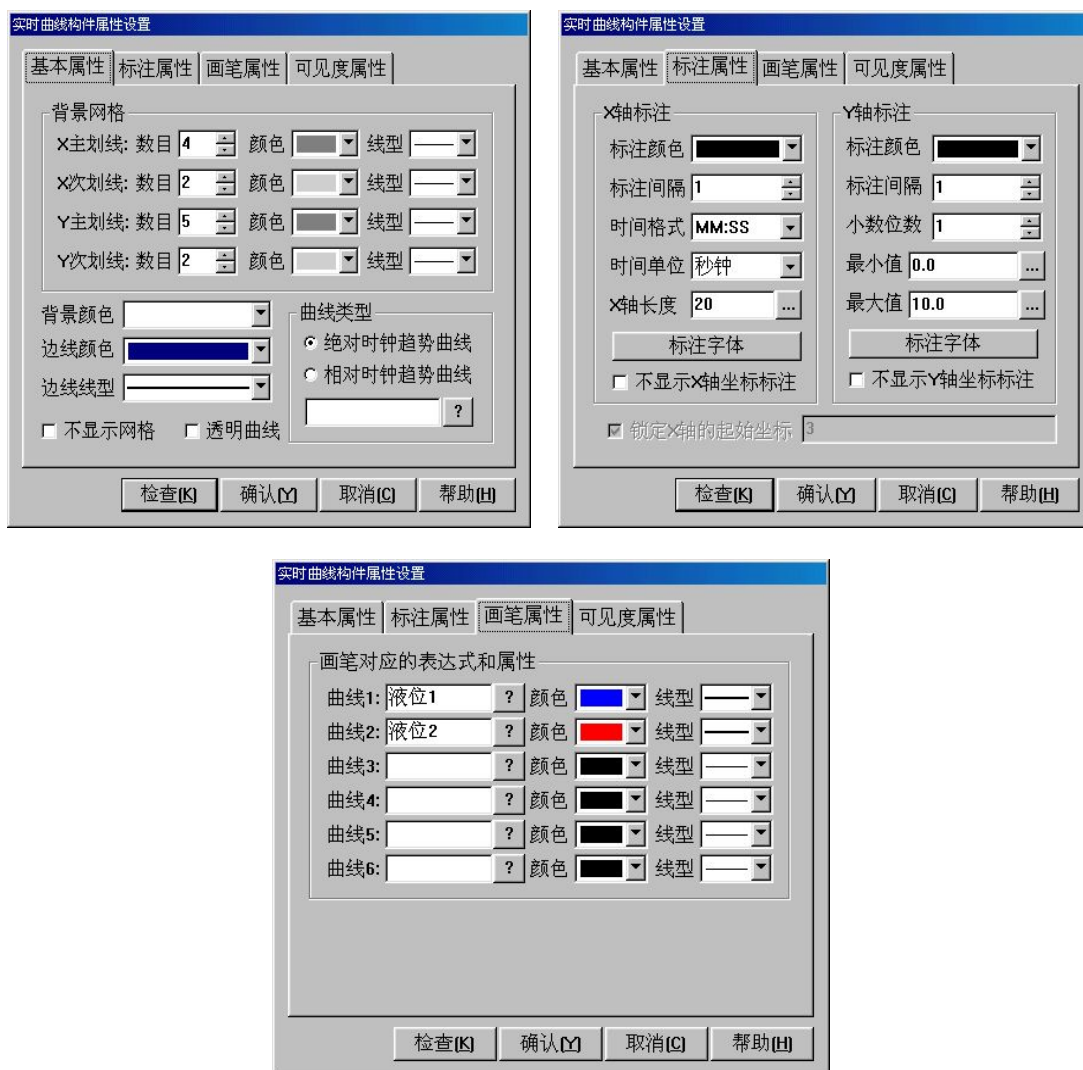 实时曲线构件属性设置
基本属性 标注属性 画笔属性 可见度属性
背景网格
X主划线: 数目 4 颜色 线型
X次划线: 数目 2 颜色 线型
Y主划线: 数目 5 颜色 线型
Y次划线: 数目 2 颜色 线型
背景颜色
边线颜色
边线线型
曲线类型
绝对时钟趋势曲线
相对时钟趋势曲线
?
不显示网格 透明曲线
检查(K) 确认(Y) 取消(C) 帮助(H)
实时曲线构件属性设置
基本属性 标注属性 画笔属性 可见度属性
X轴标注
标注颜色
标注间隔 1
时间格式 MM:SS
时间单位 秒钟
X轴长度 20 ...
标注字体
不显示X轴坐标标注
Y轴标注
标注颜色
标注间隔 1
小数位数 1
最小值 0.0 ...
最大值 10.0 ...
标注字体
不显示Y轴坐标标注
锁定X轴的起始坐标 3
检查(K) 确认(Y) 取消(C) 帮助(H)
实时曲线构件属性设置
基本属性 标注属性 画笔属性 可见度属性
画笔对应的表达式和属性
曲线1: 液位1 ? 颜色 线型
曲线2: 液位2 ? 颜色 线型
曲线3: ? 颜色 线型
曲线4: ? 颜色 线型
曲线5: ? 颜色 线型
曲线6: ? 颜色 线型
检查(K) 确认(Y) 取消(C) 帮助(H)